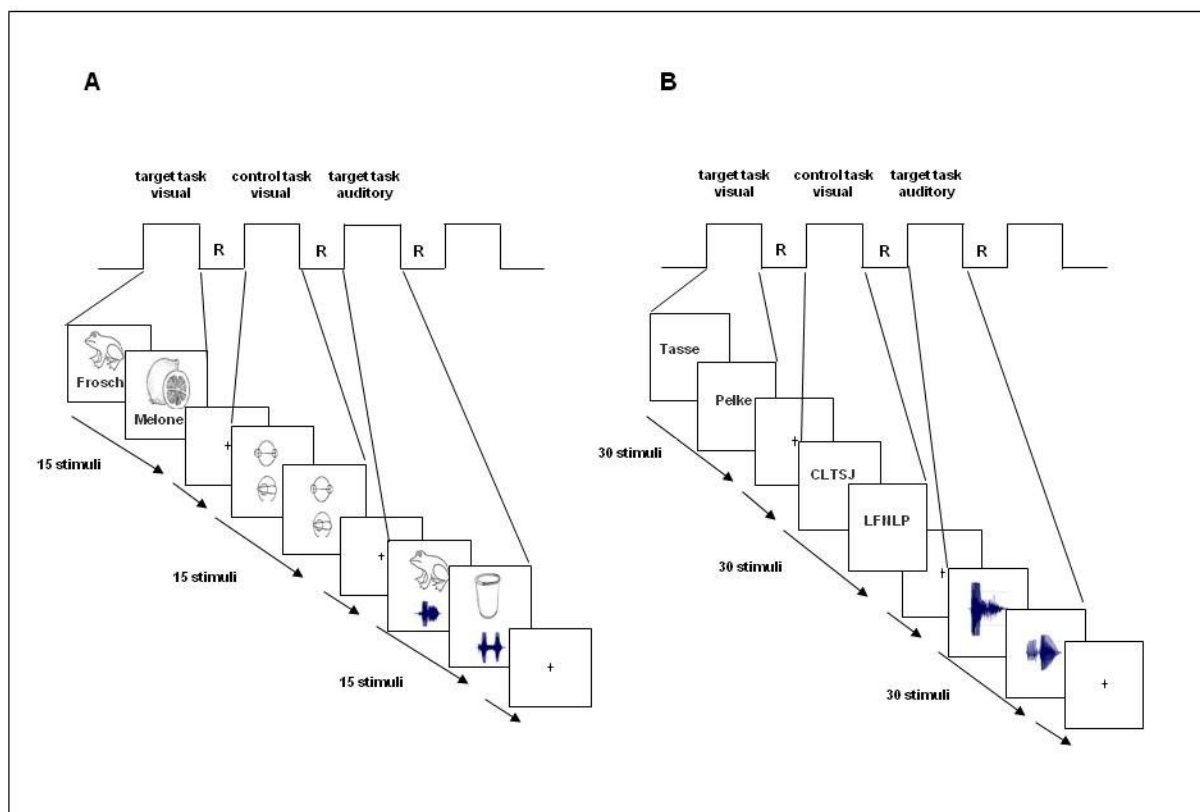 A
target task
visual
control task
visual
target task
auditory
R
R
R
Frosch
Melone
+
+
+
15 stimuli
15 stimuli
15 stimuli
B
target task
visual
control task
visual
target task
auditory
R
R
R
Tasse
Pelke
+
CLTSJ
LFNLP
+
+
30 stimuli
30 stimuli
30 stimuli